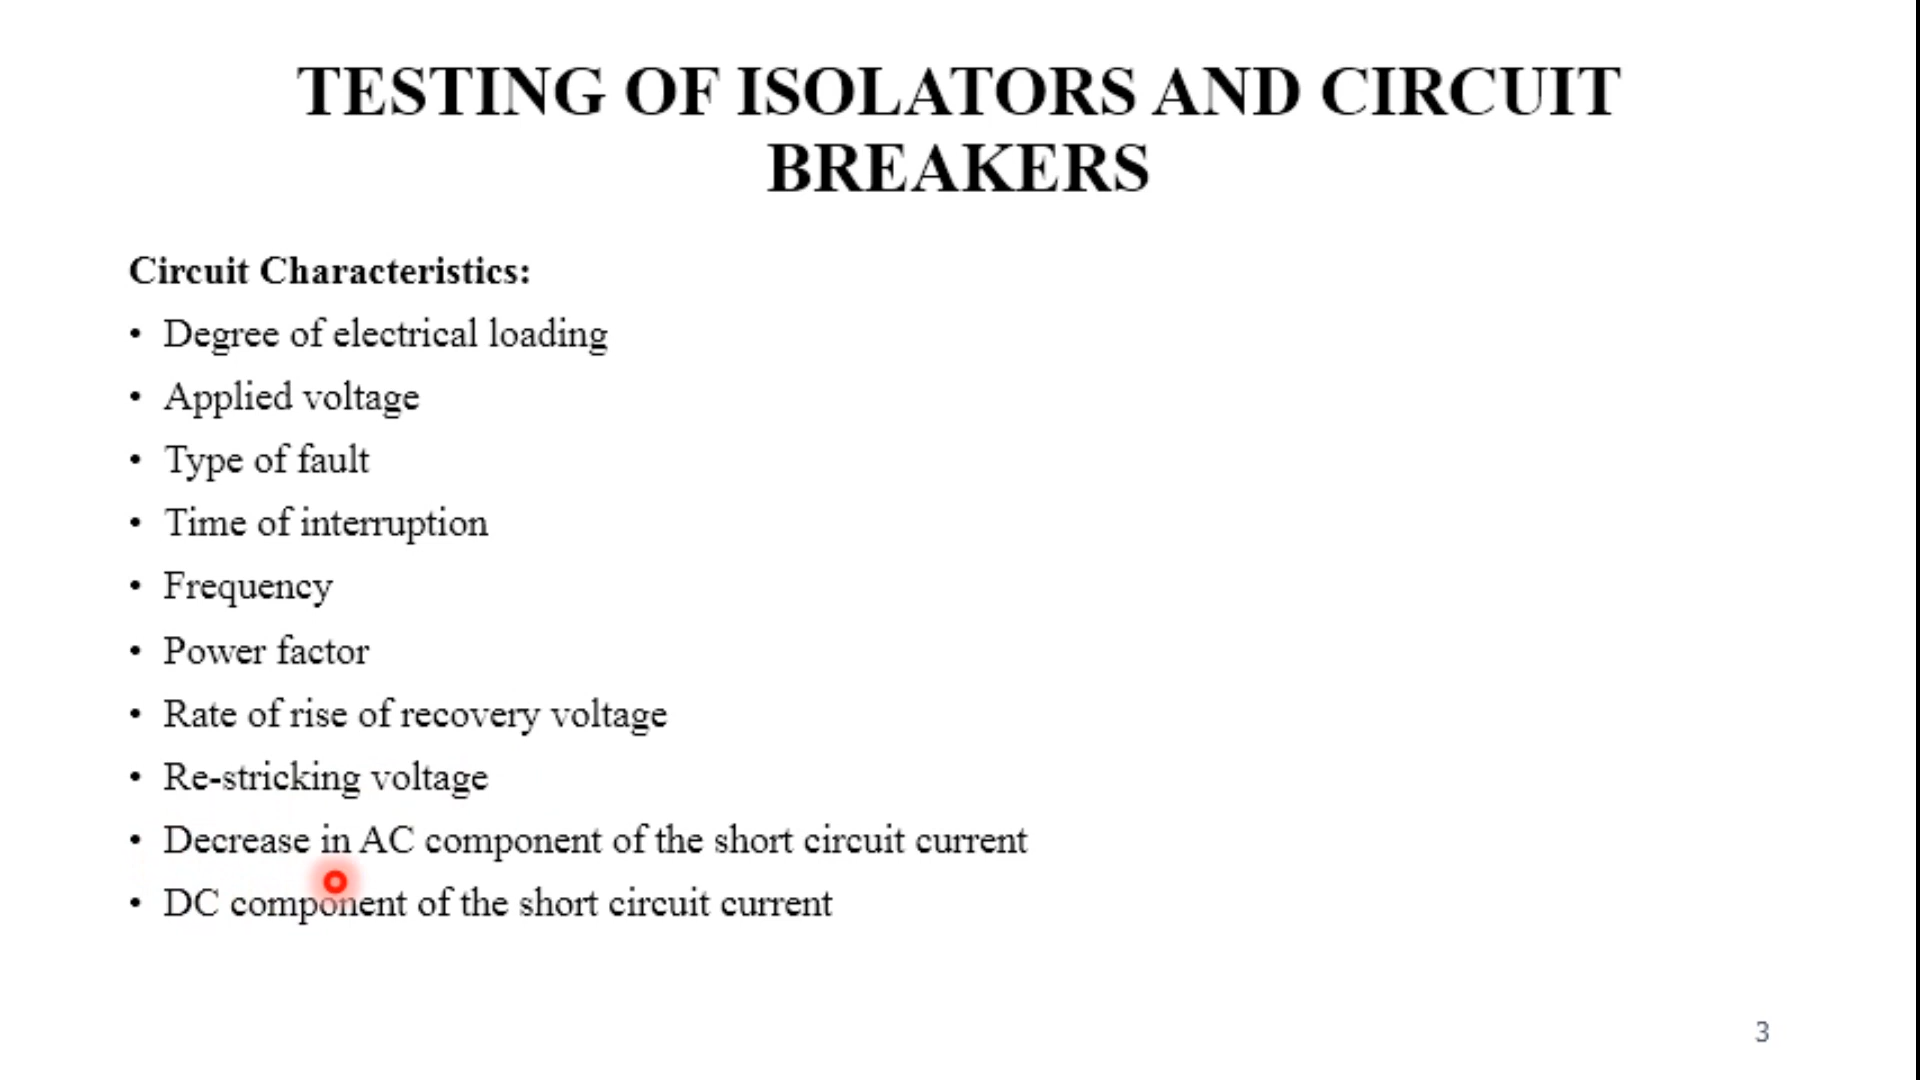 TESTING OF ISOLATORS AND CIRCUIT
BREAKERS
Circuit Characteristics:
• Degree of electrical loading
• Applied voltage
• Type of fault
• Time of interruption
• Frequency
• Power factor
• Rate of rise of recovery voltage
• Re-stricking voltage
• Decrease in AC component of the short circuit current
• DC component of the short circuit current
3